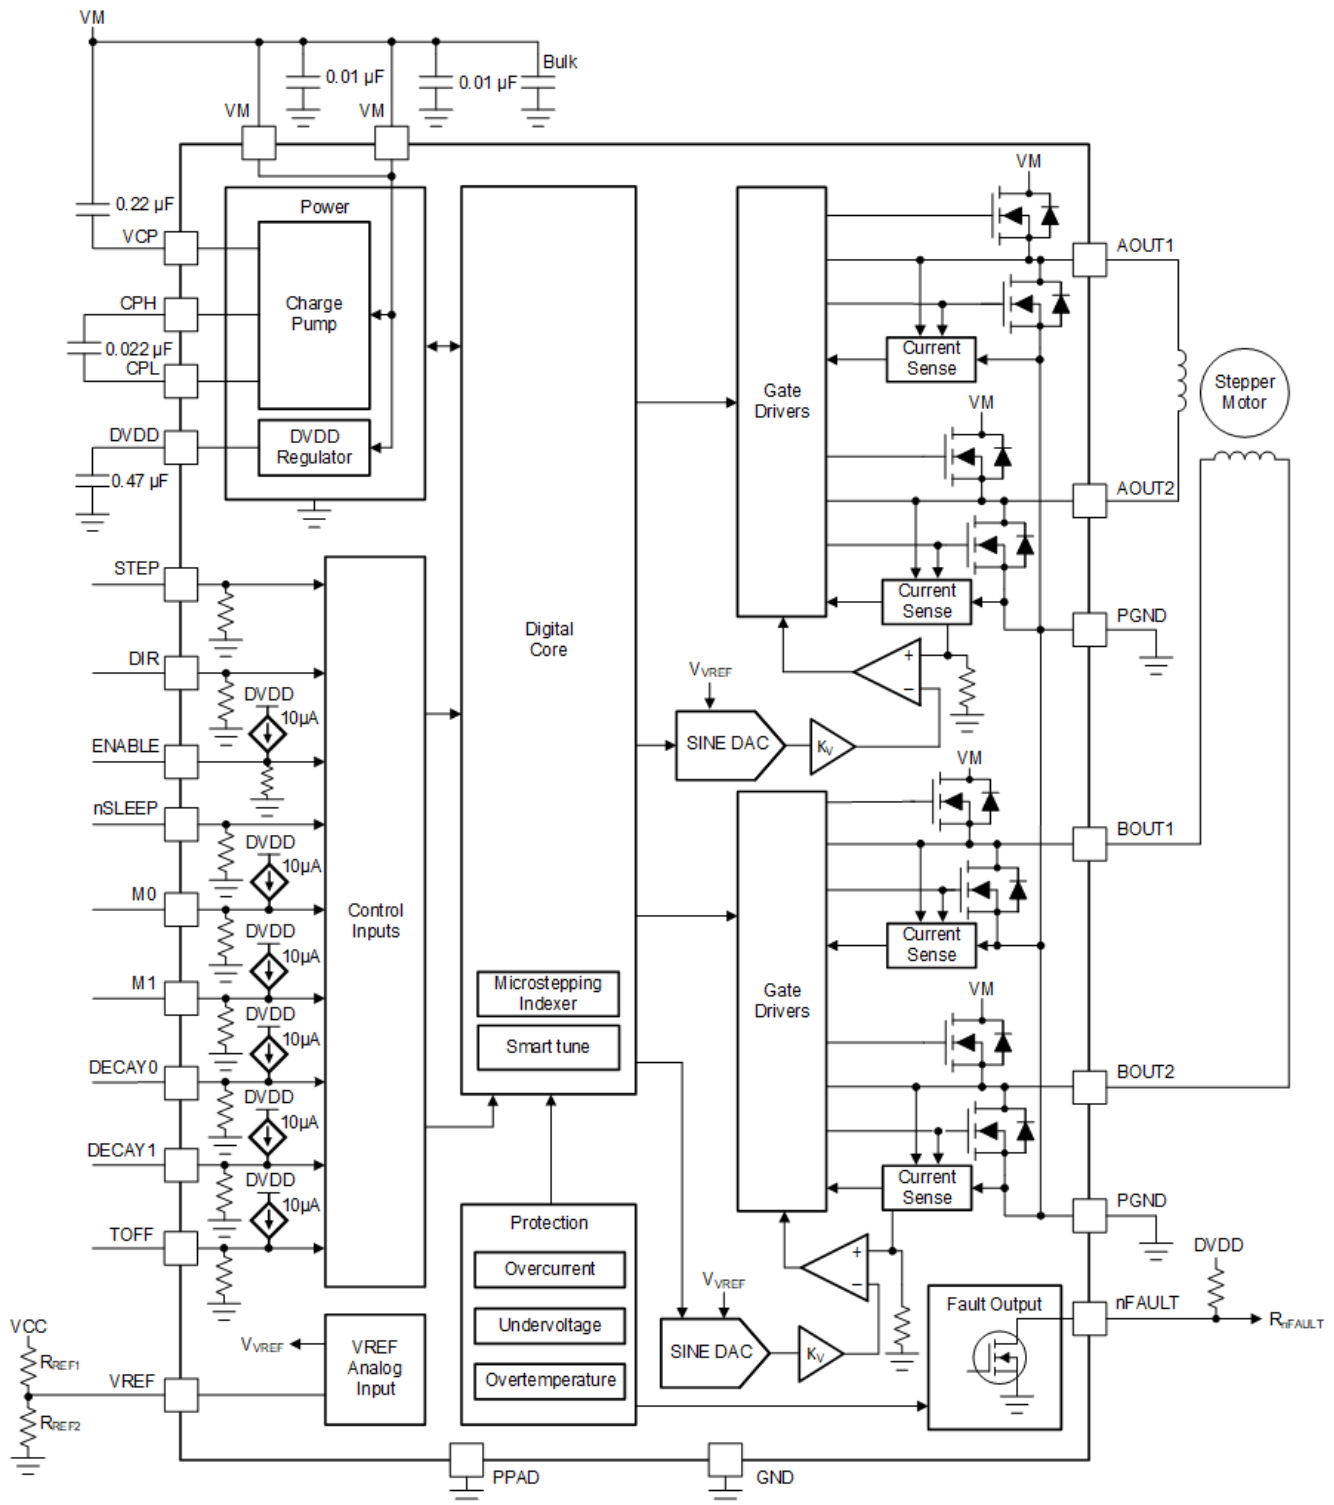 VM
Bulk
0.01 µF
0.01 µF
VM
VM
VM
0.22 µF
Power
VCP
AOUT1
CPH
Charge
Pump
0.022 µF
CPL
Current
Sense
Gate
Drivers
Stepper
Motor
VM
DVDD
DVDD
Regulator
0.47 µF
AOUT2
STEP
Current
Sense
PGND
Digital
Core
DIR
+
−
VVREF
DVDD
10µA
ENABLE
SINE DAC
KV
VM
nSLEEP
BOUT1
DVDD
10µA
M0
Control
Inputs
DVDD
10µA
Current
Sense
M1
Microstepping
Indexer
Gate
Drivers
VM
DVDD
10µA
Smart tune
DECAY0
BOUT2
DVDD
10µA
DECAY1
DVDD
10µA
Current
Sense
PGND
Protection
TOFF
+
−
DVDD
Overcurrent
VVREF
Fault Output
nFAULT
RnFAULT
VCC
Undervoltage
RREF1
VVREF
VREF
Analog
Input
SINE DAC
KV
VREF
Overtemperature
RREF2
PPAD
GND